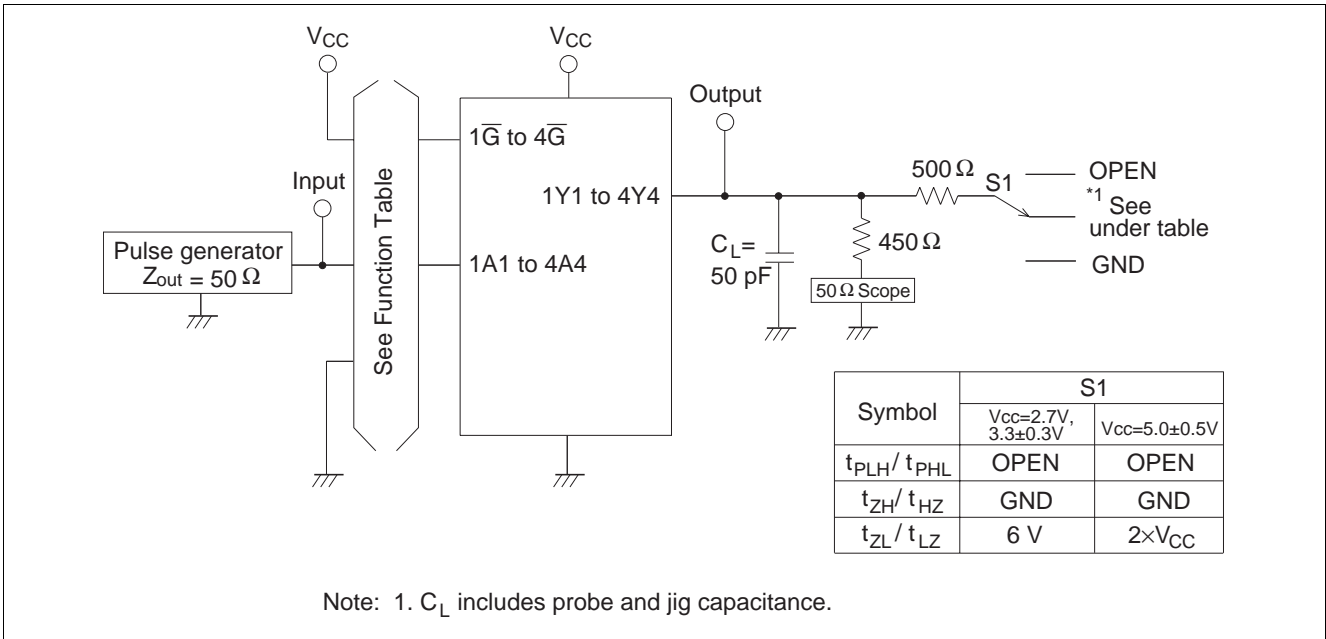 VCC
VCC
Output
1G to 4G
See Function Table
Input
500 Ω
S1
OPEN
*1 See
under table
GND
1Y1 to 4Y4
Pulse generator
Zout = 50 Ω
1A1 to 4A4
CL=
50 pF
450 Ω
50 Ω Scope
Symbol
S1
Vcc=2.7V,
3.3±0.3V
Vcc=5.0±0.5V
tPLH / tPHL OPEN OPEN
tZH / tHZ GND GND
tZL / tLZ 6 V 2×VCC
Note: 1. CL includes probe and jig capacitance.